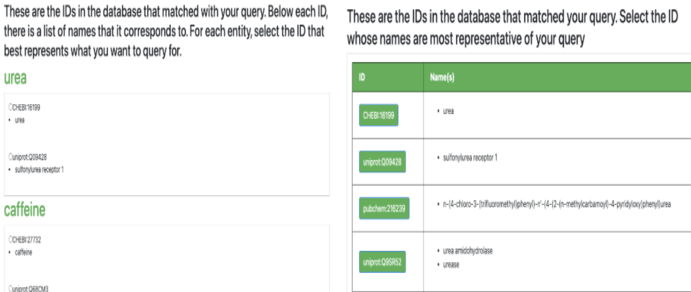 These are the IDs in the database that matched with your query. Below each ID,
there is a list of names that it corresponds to. For each entity, select the ID that
best represents what you want to query for.
urea
CHEBI:16199
• urea
uniprot:Q09428
• sulfonylurea receptor 1
caffeine
CHEBI:27732
• caffeine
uniprot:Q68CM3
These are the IDs in the database that matched your query. Select the ID
whose names are most representative of your query
ID Name(s)
CHEBI:16199 • urea
uniprot:Q09428 • sulfonylurea receptor 1
pubchem:216239 • n-(4-chloro-3-(trifluoromethyl)phenyl)-n'-(4-(2-(n-methylcarbamoyl)-4-pyridyloxy)phenyl)urea
• urea amidohydrolase
uniprot:Q9SR52
• urease